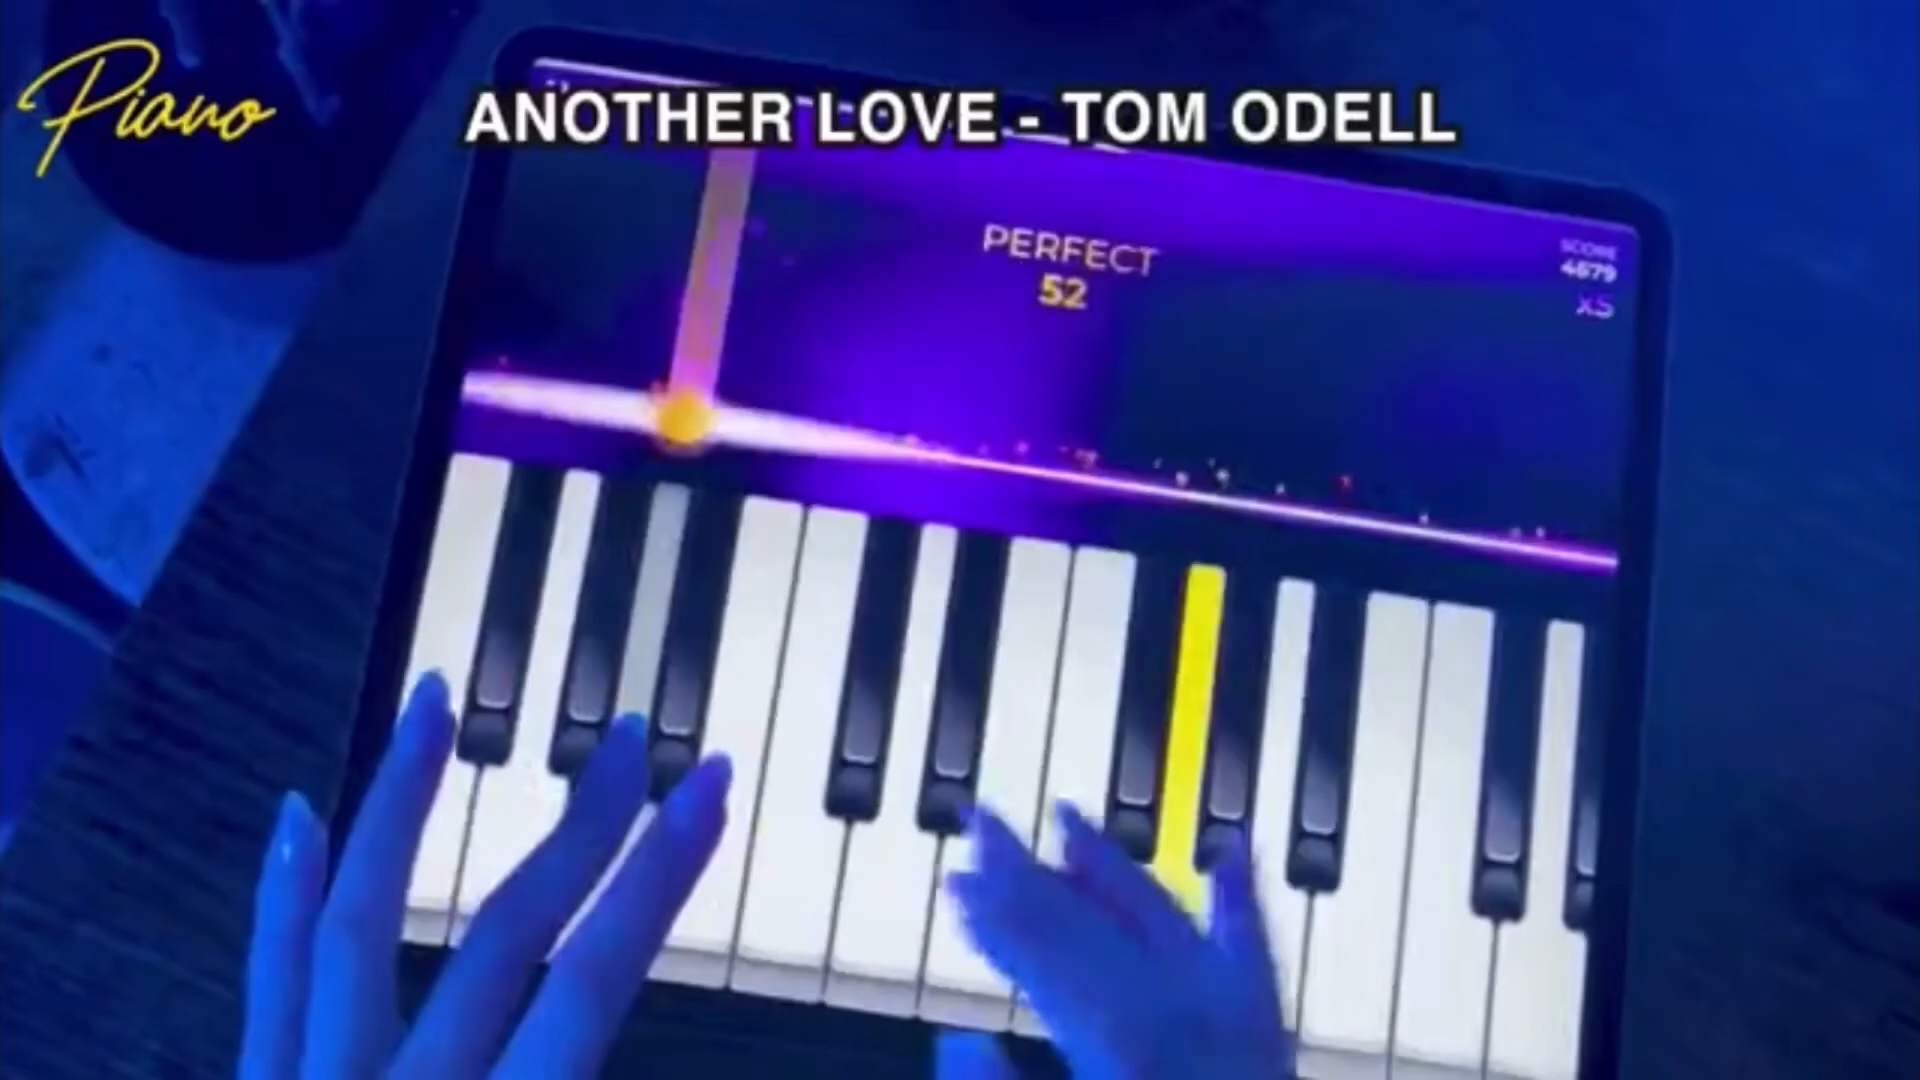 Piano
ANOTHER LOVE - TOM ODELL
PERFECT
52
SCORE
4679
X5